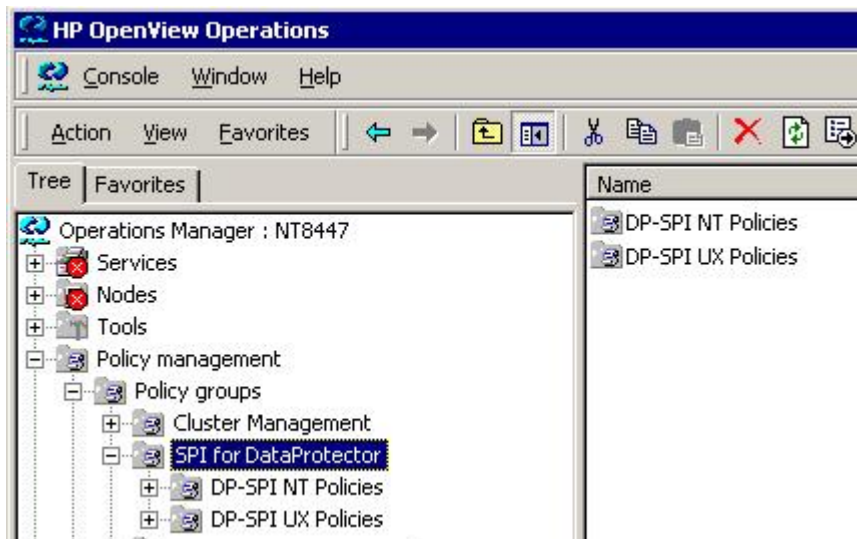 HP OpenView Operations
Console Window Help
Action View Favorites
Tree Favorites
Name
Operations Manager : NT8447
Services
Nodes
Tools
Policy management
Policy groups
Cluster Management
SPI for DataProtector
DP-SPI NT Policies
DP-SPI UX Policies
DP-SPI NT Policies
DP-SPI UX Policies